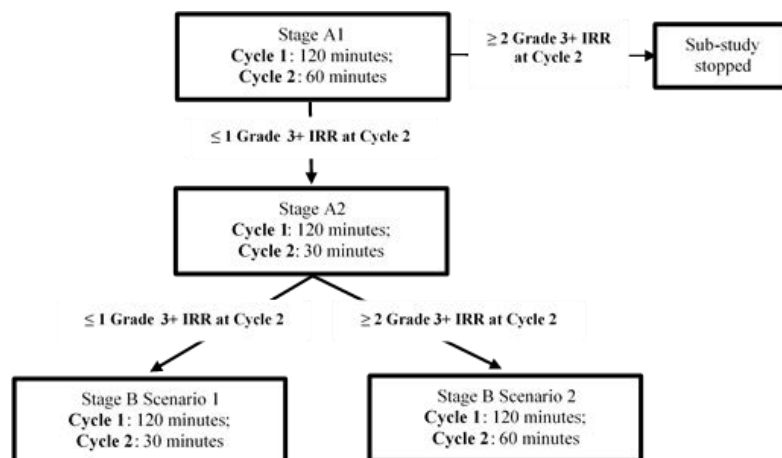 Stage A1
Cycle 1: 120 minutes;
Cycle 2: 60 minutes
≥ 2 Grade 3+ IRR
at Cycle 2
Sub-study
stopped
≤ 1 Grade 3+ IRR at Cycle 2
Stage A2
Cycle 1: 120 minutes;
Cycle 2: 30 minutes
≤ 1 Grade 3+ IRR at Cycle 2
≥ 2 Grade 3+ IRR at Cycle 2
Stage B Scenario 1
Cycle 1: 120 minutes;
Cycle 2: 30 minutes
Stage B Scenario 2
Cycle 1: 120 minutes;
Cycle 2: 60 minutes